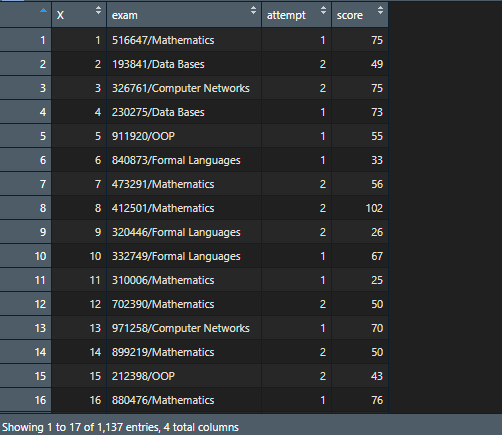 X exam attempt score
1 1 516647/Mathematics 1 75
2 2 193841/Data Bases 2 49
3 3 326761/Computer Networks 2 75
4 4 230275/Data Bases 1 73
5 5 911920/OOP 1 55
6 6 840873/Formal Languages 1 33
7 7 473291/Mathematics 2 56
8 8 412501/Mathematics 2 102
9 9 320446/Formal Languages 2 26
10 10 332749/Formal Languages 1 67
11 11 310006/Mathematics 1 25
12 12 702390/Mathematics 2 50
13 13 971258/Computer Networks 1 70
14 14 899219/Mathematics 2 50
15 15 212398/OOP 2 43
16 16 880476/Mathematics 1 76
Showing 1 to 17 of 1,137 entries, 4 total columns